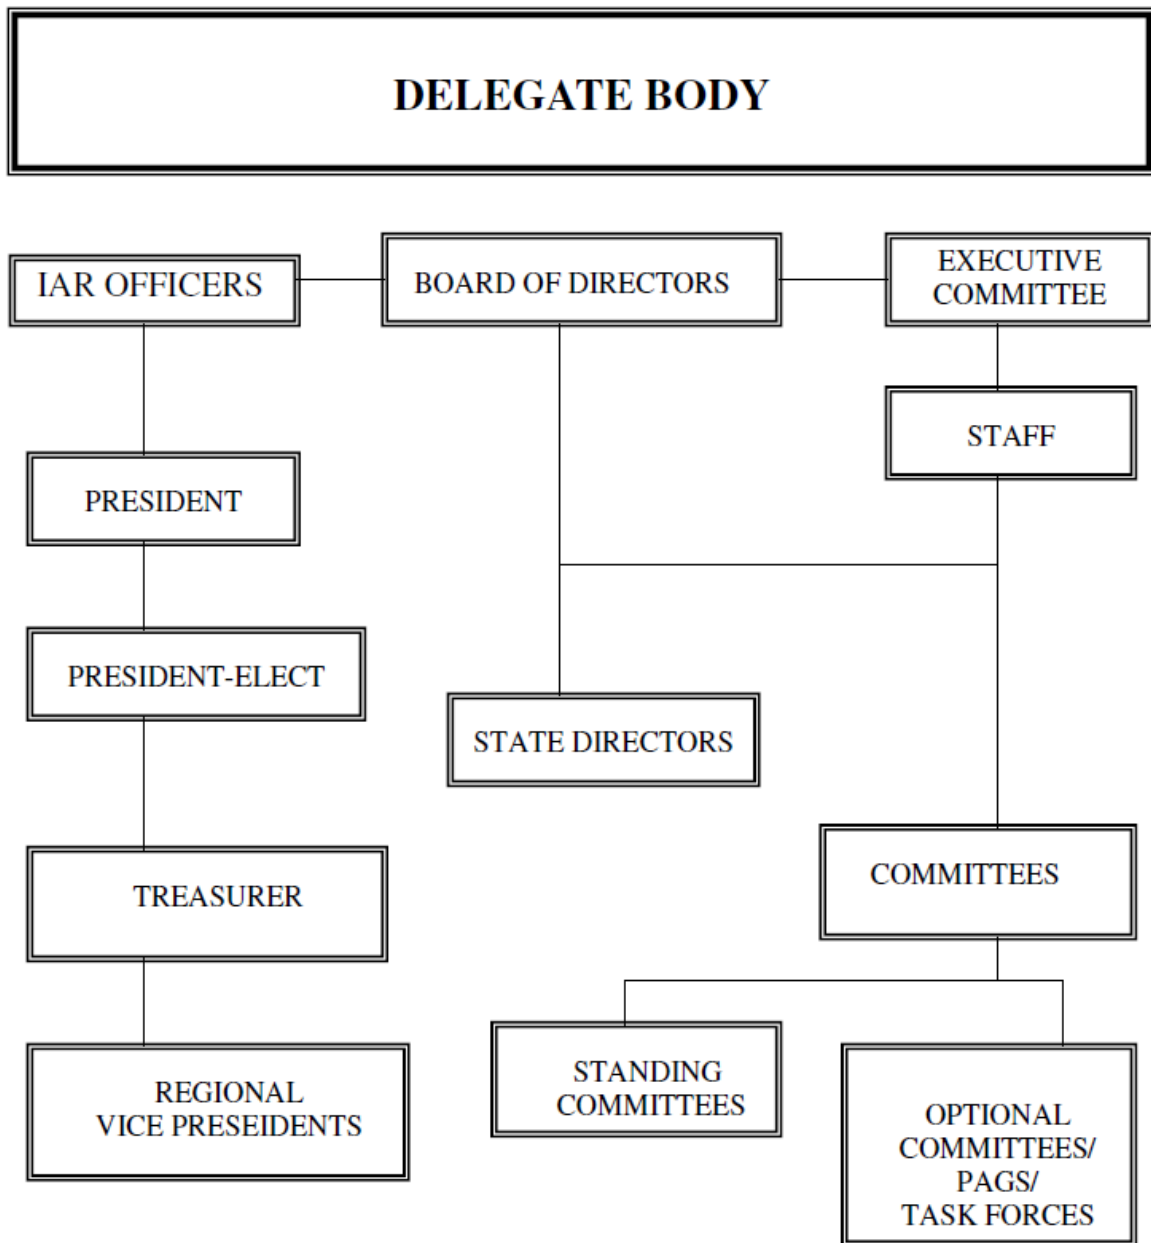 DELEGATE BODY
IAR OFFICERS
BOARD OF DIRECTORS
EXECUTIVE
COMMITTEE
STAFF
PRESIDENT
PRESIDENT-ELECT
STATE DIRECTORS
TREASURER
COMMITTEES
REGIONAL
VICE PRESEIDENTS
STANDING
COMMITTEES
OPTIONAL
COMMITTEES/
PAGS/
TASK FORCES